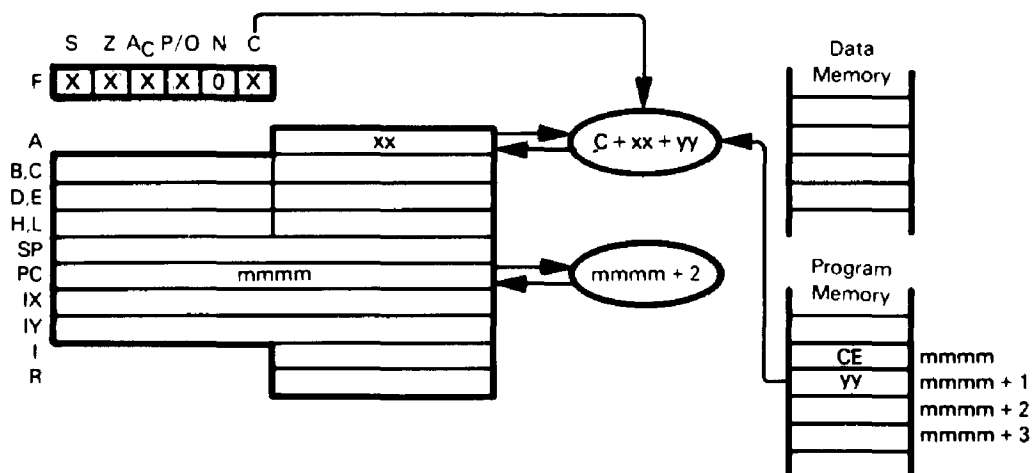 S Z AC P/O N C
F X X X X 0 X
A xx
B,C
D,E
H,L
SP
PC mmmm
IX
IY
I
R
C + xx + yy
mmmm + 2
Data
Memory
Program
Memory
CE mmmm
yy mmmm + 1
mmmm + 2
mmmm + 3